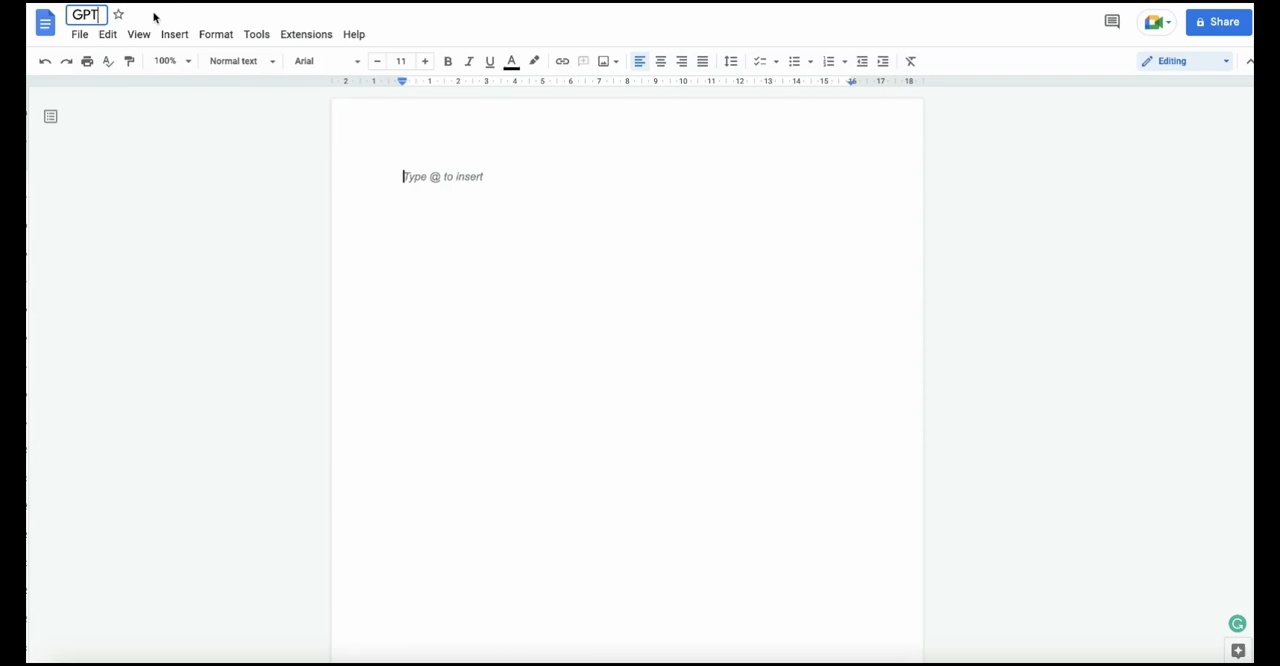 GPT
File Edit View Insert Format Tools Extensions Help
Share
100% Normal text Arial − 11 + B I U A Editing
2 1 1 2 3 4 5 6 7 8 9 10 11 12 13 14 15 16 17 18
Type @ to insert